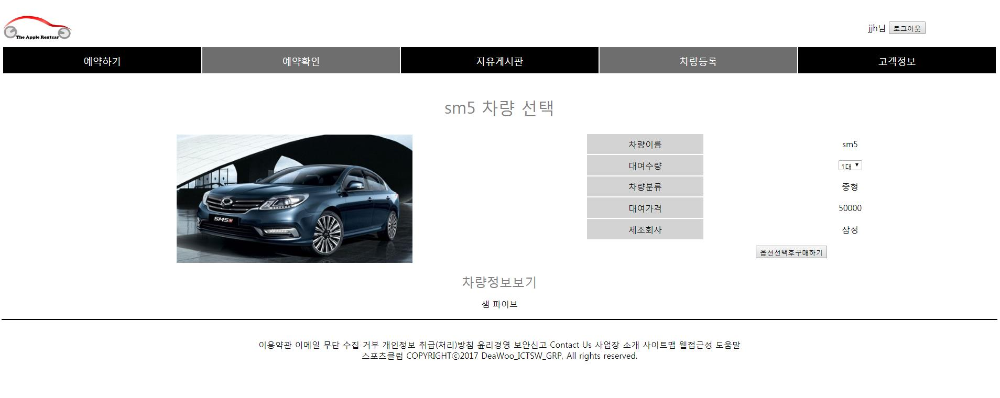 The Apple Rentcar
jjh님 로그아웃
예약하기 예약확인 자유게시판 차량등록 고객정보
sm5 차량 선택
SM5
차량이름 sm5
대여수량 1대
차량분류 중형
대여가격 50000
제조회사 삼성
옵션선택후구매하기
차량정보보기
샘 파이브
이용약관 이메일 무단 수집 거부 개인정보 취급(처리)방침 윤리경영 보안신고 Contact Us 사업장 소개 사이트맵 웹접근성 도움말
스포츠클럽 COPYRIGHTⓒ2017 DeaWoo_ICTSW_GRP, All rights reserved.